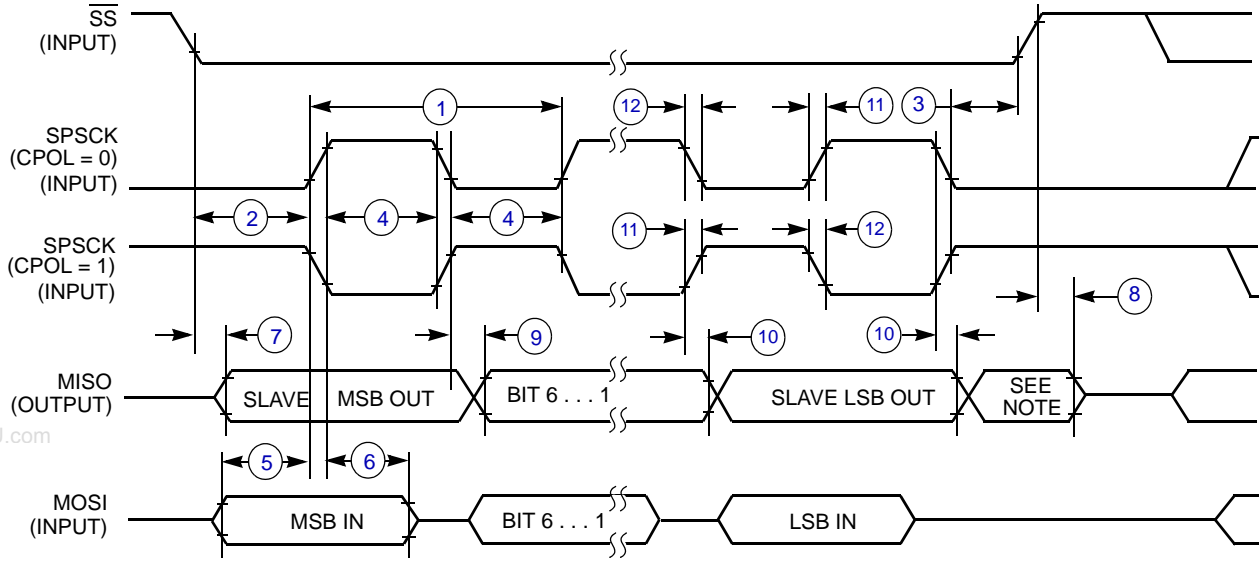 SS
(INPUT)
1
12
11
3
SPSCK
(CPOL = 0)
(INPUT)
2
4
4
11
12
SPSCK
(CPOL = 1)
(INPUT)
8
7
9
10
10
MISO
(OUTPUT)
SLAVE MSB OUT
BIT 6 . . . 1
SLAVE LSB OUT
SEE
NOTE
5
6
MOSI
(INPUT)
MSB IN
BIT 6 . . . 1
LSB IN